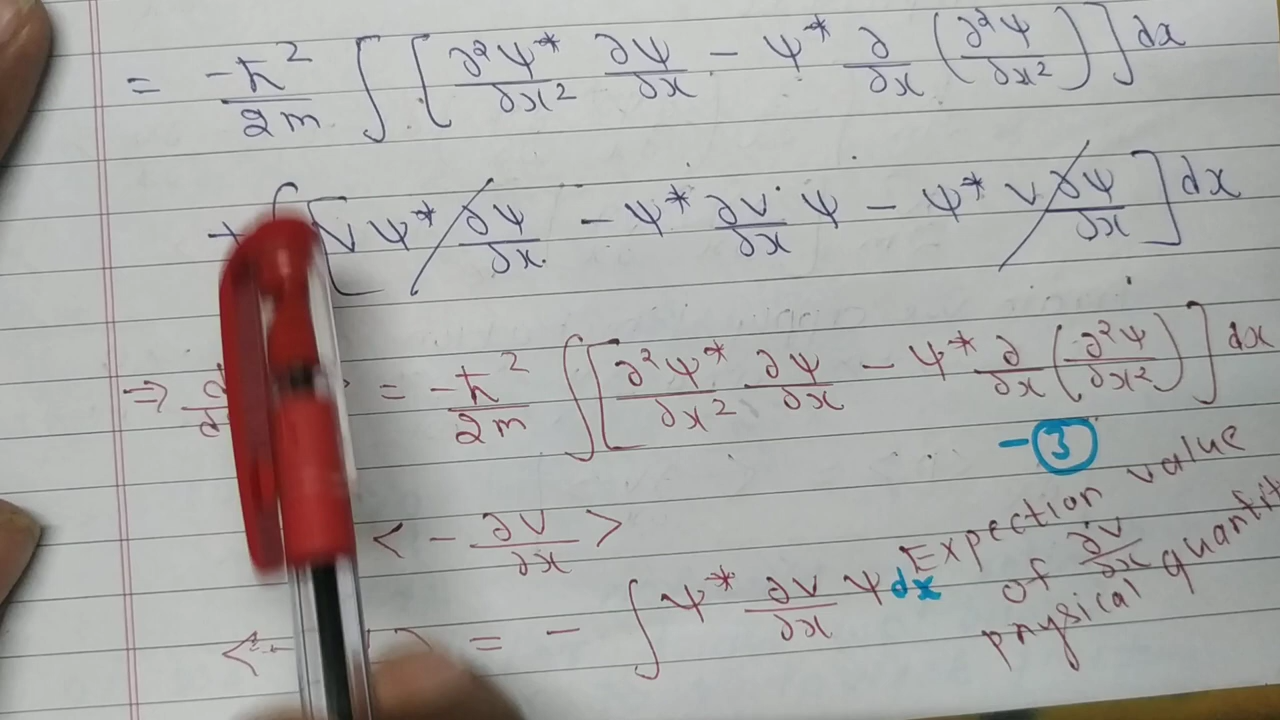 = -ħ²/2m ∫ [ ∂²Ψ*/∂x² ∂Ψ/∂x - Ψ* ∂/∂x (∂²Ψ/∂x²) ] dx
+ ∫ [ VΨ* ∂Ψ/∂x - Ψ* ∂V/∂x Ψ - Ψ* V ∂Ψ/∂x ] dx
⇒ = -ħ²/2m ∫ [ ∂²Ψ*/∂x² ∂Ψ/∂x - Ψ* ∂/∂x (∂²Ψ/∂x²) ] dx
- 3
< - ∂V/∂x >
< = - ∫ Ψ* ∂V/∂x Ψ dx
Expection value
of ∂V/∂x
physical quantit